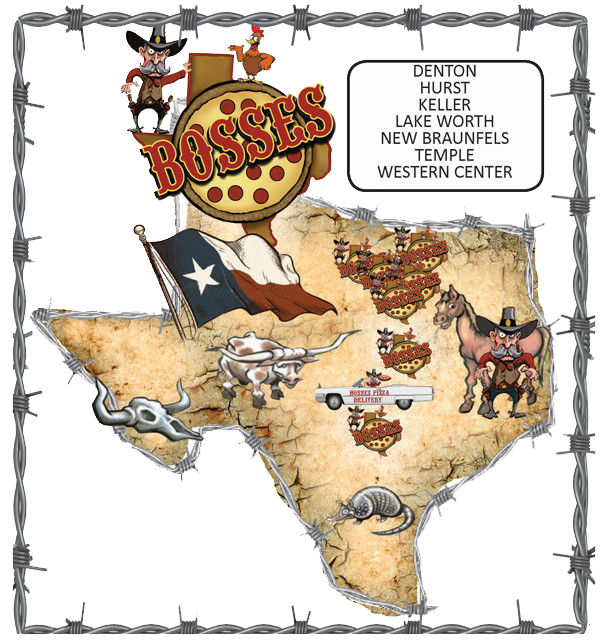 BOSSES
DENTON
HURST
KELLER
LAKE WORTH
NEW BRAUNFELS
TEMPLE
WESTERN CENTER
BOSSES
BOSSES
BOSSES
BOSSES
BOSSES PIZZA
DELIVERY
BOSSES